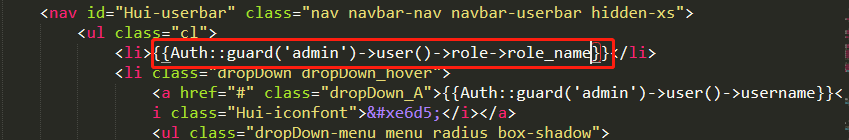 <nav id="Hui-userbar" class="nav navbar-nav navbar-userbar hidden-xs">
<ul class="cl">
<li>{{Auth::guard('admin')->user()->role->role_name}}</li>
<li class="dropDown dropDown_hover">
<a href="#" class="dropDown_A">{{Auth::guard('admin')->user()->username}}<
i class="Hui-iconfont">&#xe6d5;</i></a>
<ul class="dropDown-menu menu radius box-shadow">